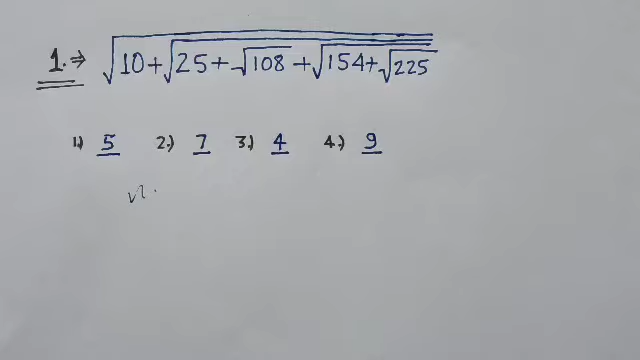 1.⇒ √10+√25+√108+√154+√225
1.) 5 2.) 7 3.) 4 4.) 9